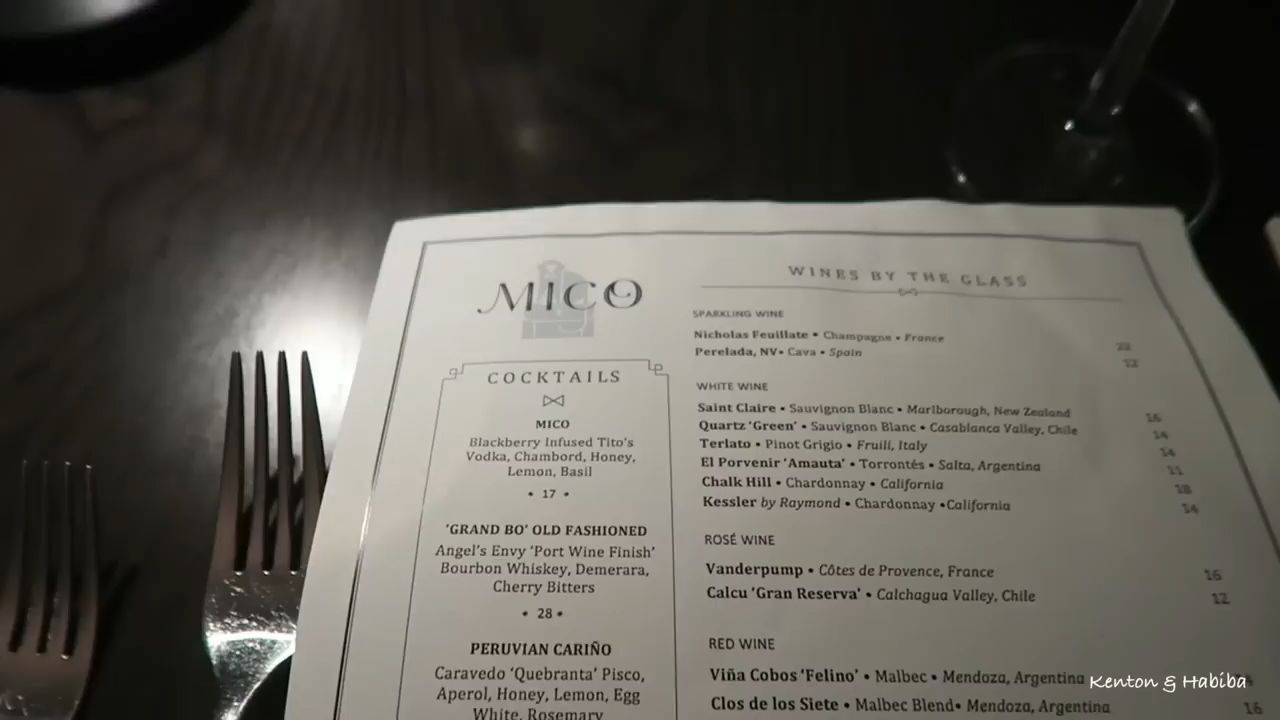 MICO
COCKTAILS
MICO
Blackberry Infused Tito's
Vodka, Chambord, Honey,
Lemon, Basil
• 17 •
'GRAND BO' OLD FASHIONED
Angel's Envy 'Port Wine Finish'
Bourbon Whiskey, Demerara,
Cherry Bitters
• 28 •
PERUVIAN CARIÑO
Caravedo 'Quebranta' Pisco,
Aperol, Honey, Lemon, Egg
White, Rosemary
WINES BY THE GLASS
SPARKLING WINE
Nicholas Feuillate • Champagne • France
Perelada, NV• Cava • Spain 12
WHITE WINE
Saint Claire • Sauvignon Blanc • Marlborough, New Zealand 16
Quartz 'Green' • Sauvignon Blanc • Casablanca Valley, Chile 14
Terlato • Pinot Grigio • Fruili, Italy 14
El Porvenir 'Amauta' • Torrontés • Salta, Argentina 11
Chalk Hill • Chardonnay • California 18
Kessler by Raymond • Chardonnay •California 14
ROSÉ WINE
Vanderpump • Côtes de Provence, France 16
Calcu 'Gran Reserva' • Calchagua Valley, Chile 12
RED WINE
Viña Cobos 'Felino' • Malbec • Mendoza, Argentina
Clos de los Siete • Malbec Blend• Mendoza, Argentina 16
Kenton & Habiba